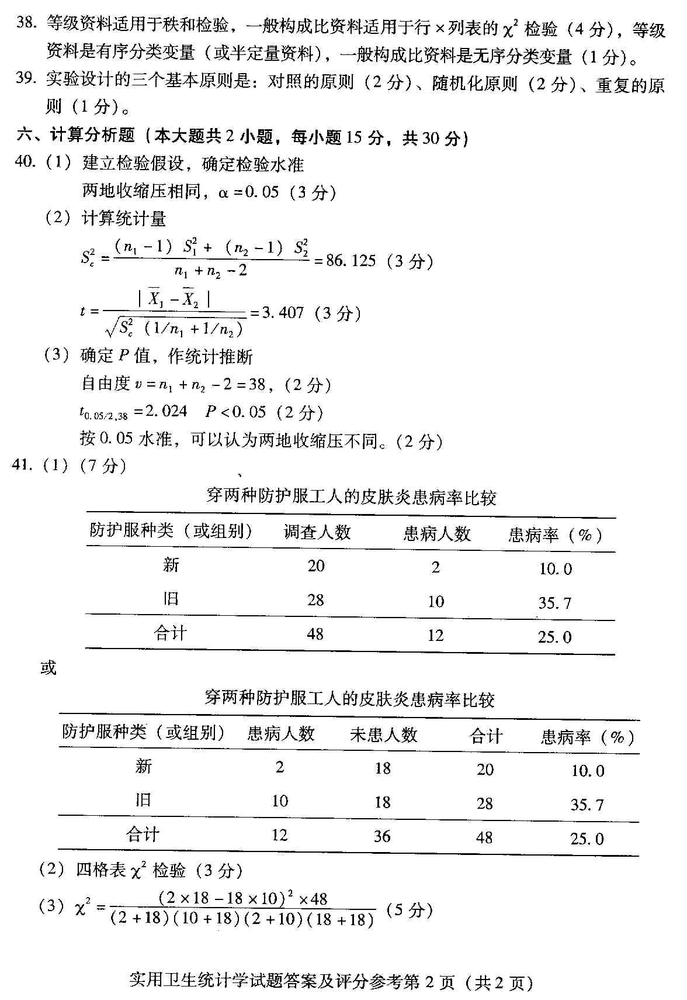 38. 等级资料适用于秩和检验，一般构成比资料适用于行×列表的 χ² 检验（4 分），等级
资料是有序分类变量（或半定量资料），一般构成比资料是无序分类变量（1 分）。
39. 实验设计的三个基本原则是：对照的原则（2 分）、随机化原则（2 分）、重复的原
则（1 分）。
六、计算分析题（本大题共 2 小题，每小题 15 分，共 30 分）
40.（1）建立检验假设，确定检验水准
两地收缩压相同，α = 0. 05（3 分）
（2）计算统计量
S_c² = ((n₁ - 1) S₁² + (n₂ - 1) S₂²) / (n₁ + n₂ - 2) = 86. 125（3 分）
t = | X̄₁ - X̄₂ | / √(S_c² (1/n₁ + 1/n₂)) = 3. 407（3 分）
（3）确定 P 值，作统计推断
自由度 υ = n₁ + n₂ - 2 = 38，（2 分）
t₀.₀₅/₂,₃₈ = 2. 024 P < 0. 05（2 分）
按 0. 05 水准，可以认为两地收缩压不同。（2 分）
41.（1）（7 分）
穿两种防护服工人的皮肤炎患病率比较
防护服种类（或组别） 调查人数 患病人数 患病率（%）
新 20 2 10. 0
旧 28 10 35. 7
合计 48 12 25. 0
或
穿两种防护服工人的皮肤炎患病率比较
防护服种类（或组别） 患病人数 未患人数 合计 患病率（%）
新 2 18 20 10. 0
旧 10 18 28 35. 7
合计 12 36 48 25. 0
（2）四格表 χ² 检验（3 分）
（3）χ² = (2 × 18 - 18 × 10)² × 48 / (2 + 18)(10 + 18)(2 + 10)(18 + 18)（5 分）
实用卫生统计学试题答案及评分参考第 2 页（共 2 页）